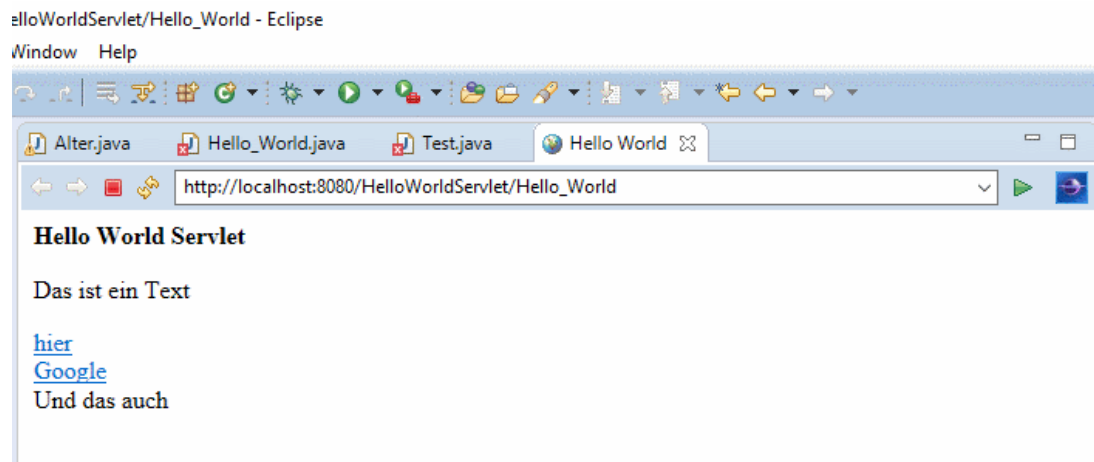 elloWorldServlet/Hello_World - Eclipse
Window Help
Alter.java Hello_World.java Test.java Hello World
http://localhost:8080/HelloWorldServlet/Hello_World
Hello World Servlet
Das ist ein Text
hier
Google
Und das auch